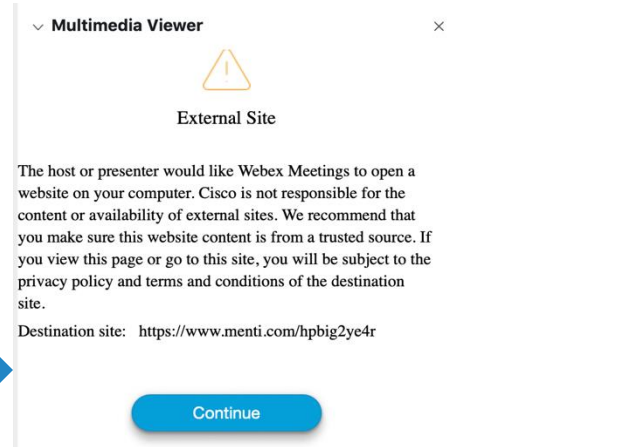 Multimedia Viewer
External Site
The host or presenter would like Webex Meetings to open a
website on your computer. Cisco is not responsible for the
content or availability of external sites. We recommend that
you make sure this website content is from a trusted source. If
you view this page or go to this site, you will be subject to the
privacy policy and terms and conditions of the destination
site.
Destination site: https://www.menti.com/hpbig2ye4r
Continue